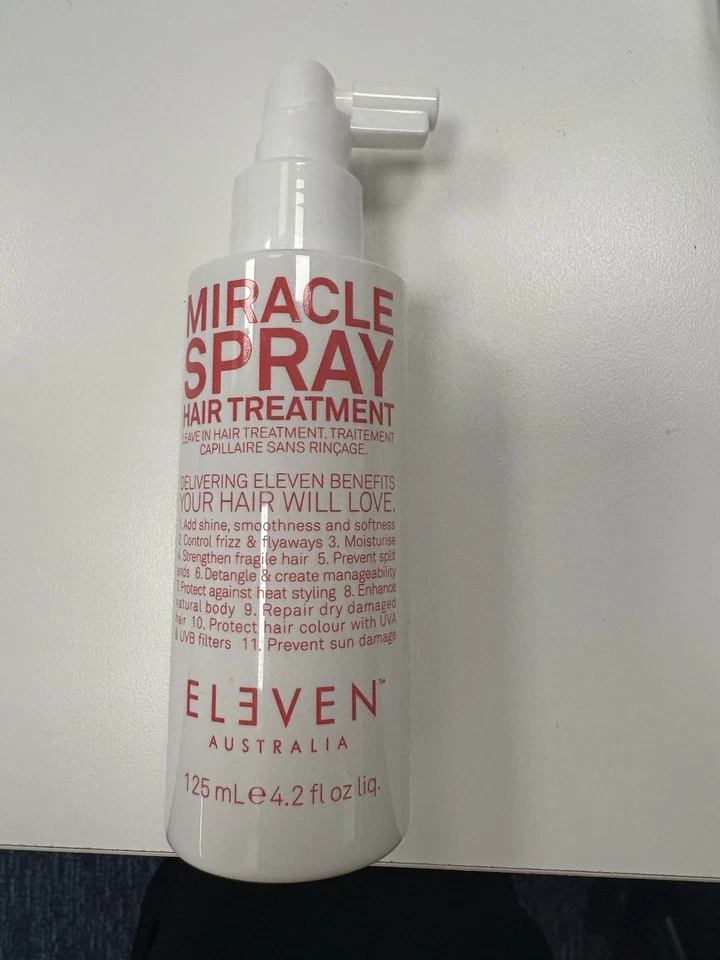 MIRACLE
SPRAY
HAIR TREATMENT
LEAVE IN HAIR TREATMENT. TRAITEMENT
CAPILLAIRE SANS RINÇAGE.
DELIVERING ELEVEN BENEFITS
YOUR HAIR WILL LOVE.
1. Add shine, smoothness and softness
2. Control frizz & flyaways 3. Moisturise
4. Strengthen fragile hair 5. Prevent split
ends 6. Detangle & create manageability
7. Protect against heat styling 8. Enhance
natural body 9. Repair dry damaged
hair 10. Protect hair colour with UVA
& UVB filters 11. Prevent sun damage
ELƎVEN™
AUSTRALIA
125 mL℮4.2 fl oz liq.